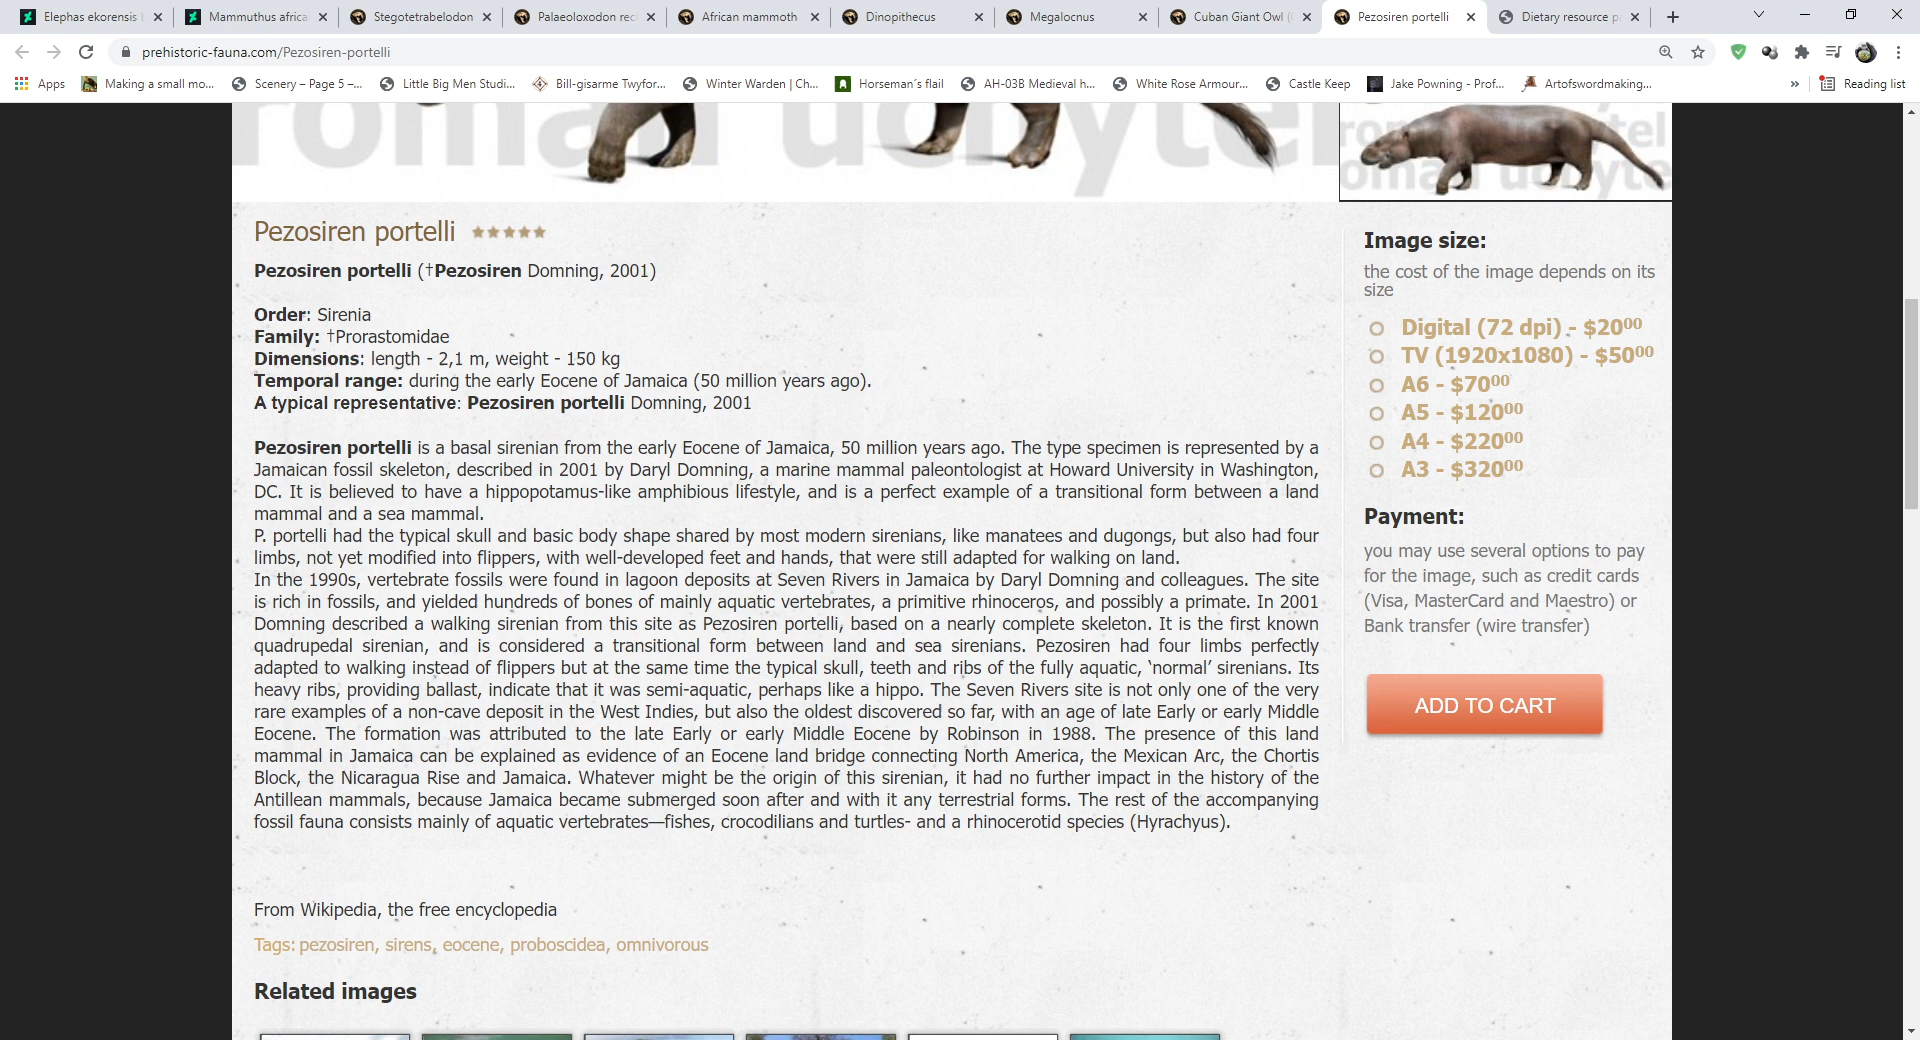 Elephas ekorensis
Mammuthus africa
Stegotetrabelodon
Palaeoloxodon rec
African mammoth
Dinopithecus
Megalocnus
Cuban Giant Owl (
Pezosiren portelli
Dietary resource p
prehistoric-fauna.com/Pezosiren-portelli
Apps
Making a small mo...
Scenery – Page 5 –...
Little Big Men Studi...
Bill-gisarme Twyfor...
Winter Warden | Ch...
Horseman´s flail
AH-03B Medieval h...
White Rose Armour...
Castle Keep
Jake Powning - Prof...
Artofswordmaking...
»
Reading list
roman uchytel
roman uchytel
Pezosiren portelli
Pezosiren portelli (†Pezosiren Domning, 2001)
Order: Sirenia
Family: †Prorastomidae
Dimensions: length - 2,1 m, weight - 150 kg
Temporal range: during the early Eocene of Jamaica (50 million years ago).
A typical representative: Pezosiren portelli Domning, 2001
Pezosiren portelli is a basal sirenian from the early Eocene of Jamaica, 50 million years ago. The type specimen is represented by a
Jamaican fossil skeleton, described in 2001 by Daryl Domning, a marine mammal paleontologist at Howard University in Washington,
DC. It is believed to have a hippopotamus-like amphibious lifestyle, and is a perfect example of a transitional form between a land
mammal and a sea mammal.
P. portelli had the typical skull and basic body shape shared by most modern sirenians, like manatees and dugongs, but also had four
limbs, not yet modified into flippers, with well-developed feet and hands, that were still adapted for walking on land.
In the 1990s, vertebrate fossils were found in lagoon deposits at Seven Rivers in Jamaica by Daryl Domning and colleagues. The site
is rich in fossils, and yielded hundreds of bones of mainly aquatic vertebrates, a primitive rhinoceros, and possibly a primate. In 2001
Domning described a walking sirenian from this site as Pezosiren portelli, based on a nearly complete skeleton. It is the first known
quadrupedal sirenian, and is considered a transitional form between land and sea sirenians. Pezosiren had four limbs perfectly
adapted to walking instead of flippers but at the same time the typical skull, teeth and ribs of the fully aquatic, ‘normal’ sirenians. Its
heavy ribs, providing ballast, indicate that it was semi-aquatic, perhaps like a hippo. The Seven Rivers site is not only one of the very
rare examples of a non-cave deposit in the West Indies, but also the oldest discovered so far, with an age of late Early or early Middle
Eocene. The formation was attributed to the late Early or early Middle Eocene by Robinson in 1988. The presence of this land
mammal in Jamaica can be explained as evidence of an Eocene land bridge connecting North America, the Mexican Arc, the Chortis
Block, the Nicaragua Rise and Jamaica. Whatever might be the origin of this sirenian, it had no further impact in the history of the
Antillean mammals, because Jamaica became submerged soon after and with it any terrestrial forms. The rest of the accompanying
fossil fauna consists mainly of aquatic vertebrates—fishes, crocodilians and turtles- and a rhinocerotid species (Hyrachyus).
From Wikipedia, the free encyclopedia
Tags: pezosiren, sirens, eocene, proboscidea, omnivorous
Related images
Image size:
the cost of the image depends on its
size
Digital (72 dpi) - $20⁰⁰
TV (1920x1080) - $50⁰⁰
A6 - $70⁰⁰
A5 - $120⁰⁰
A4 - $220⁰⁰
A3 - $320⁰⁰
Payment:
you may use several options to pay
for the image, such as credit cards
(Visa, MasterCard and Maestro) or
Bank transfer (wire transfer)
ADD TO CART